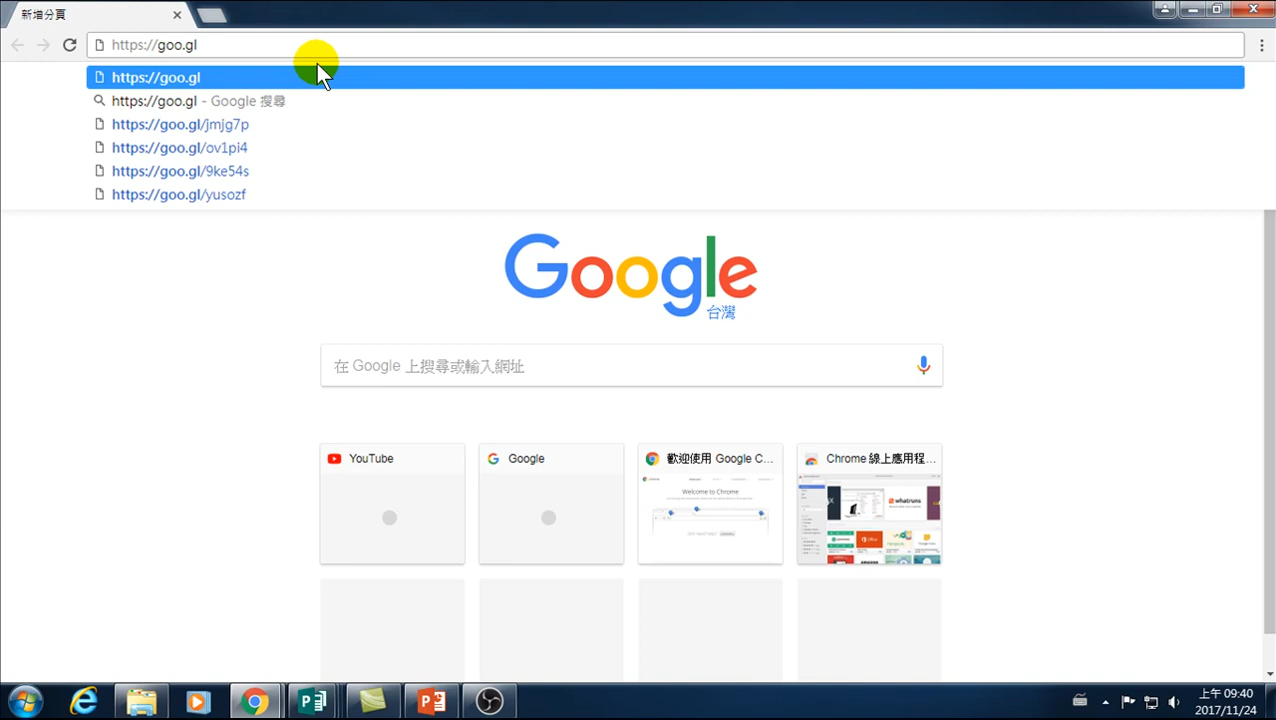 新增分頁
https://goo.gl
https://goo.gl
https://goo.gl - Google 搜尋
https://goo.gl/jmjg7p
https://goo.gl/ov1pi4
https://goo.gl/9ke54s
https://goo.gl/yusozf
Google
台灣
在 Google 上搜尋或輸入網址
YouTube
Google
歡迎使用 Google C...
Chrome 線上應用程...
Welcome to Chrome
whatruns
上午 09:40
2017/11/24